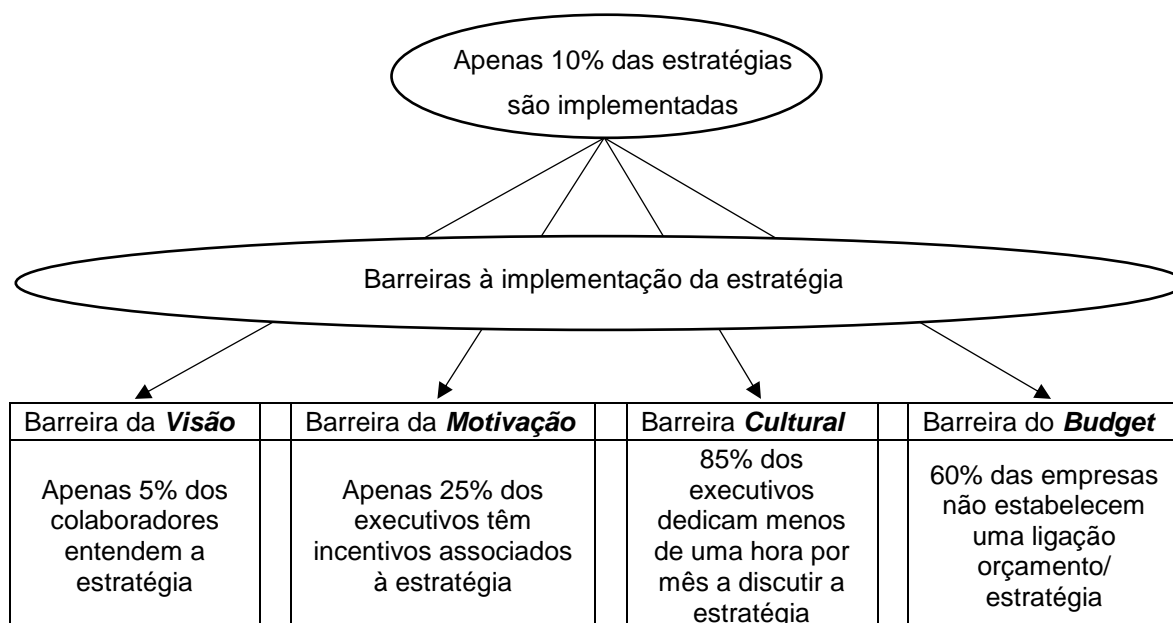 Apenas 10% das estratégias
são implementadas
Barreiras à implementação da estratégia
Barreira da Visão
Apenas 5% dos
colaboradores
entendem a
estratégia
Barreira da Motivação
Apenas 25% dos
executivos têm
incentivos associados
à estratégia
Barreira Cultural
85% dos
executivos
dedicam menos
de uma hora por
mês a discutir a
estratégia
Barreira do Budget
60% das empresas
não estabelecem
uma ligação
orçamento/
estratégia